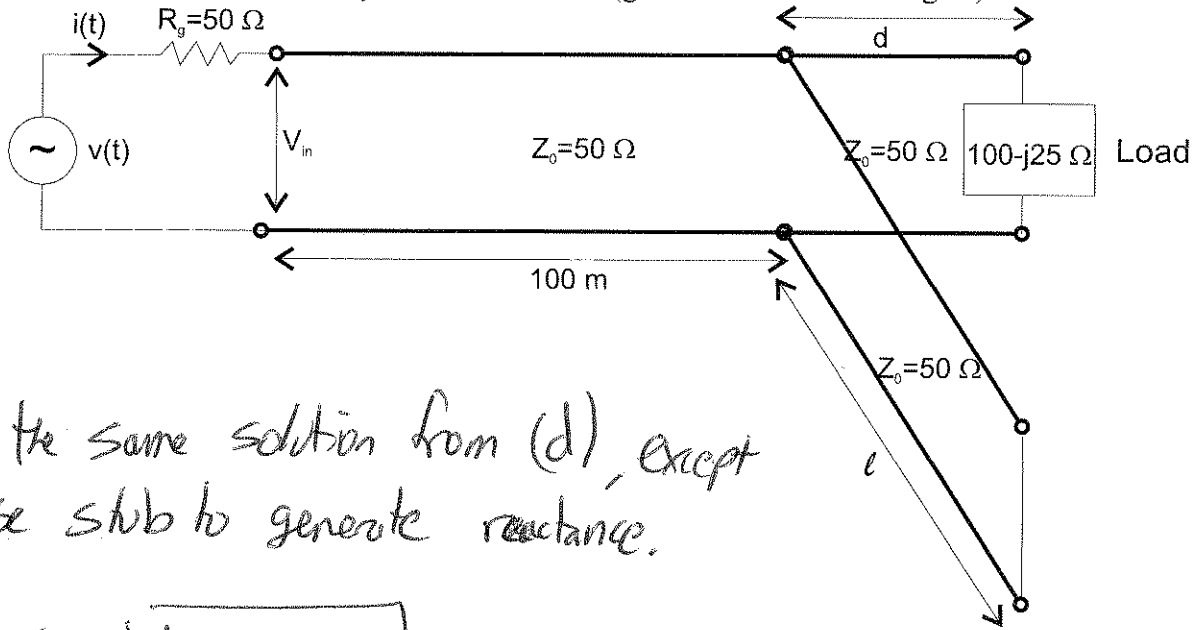 d
i(t) R_g=50 Ω
v(t)
V_in
Z_0=50 Ω
Z_0=50 Ω
100-j25 Ω
Load
100 m
Z_0=50 Ω
ℓ
the same solution from (d), except
stub to generate reactance.